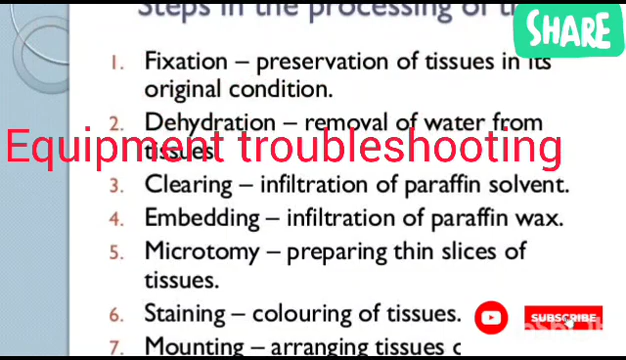 Steps in the processing of
SHARE
1. Fixation – preservation of tissues in its
original condition.
2. Dehydration – removal of water from
tissues.
Equipment troubleshooting
3. Clearing – infiltration of paraffin solvent.
4. Embedding – infiltration of paraffin wax.
5. Microtomy – preparing thin slices of
tissues.
6. Staining – colouring of tissues.
SUBSCRIBE
7. Mounting – arranging tissues